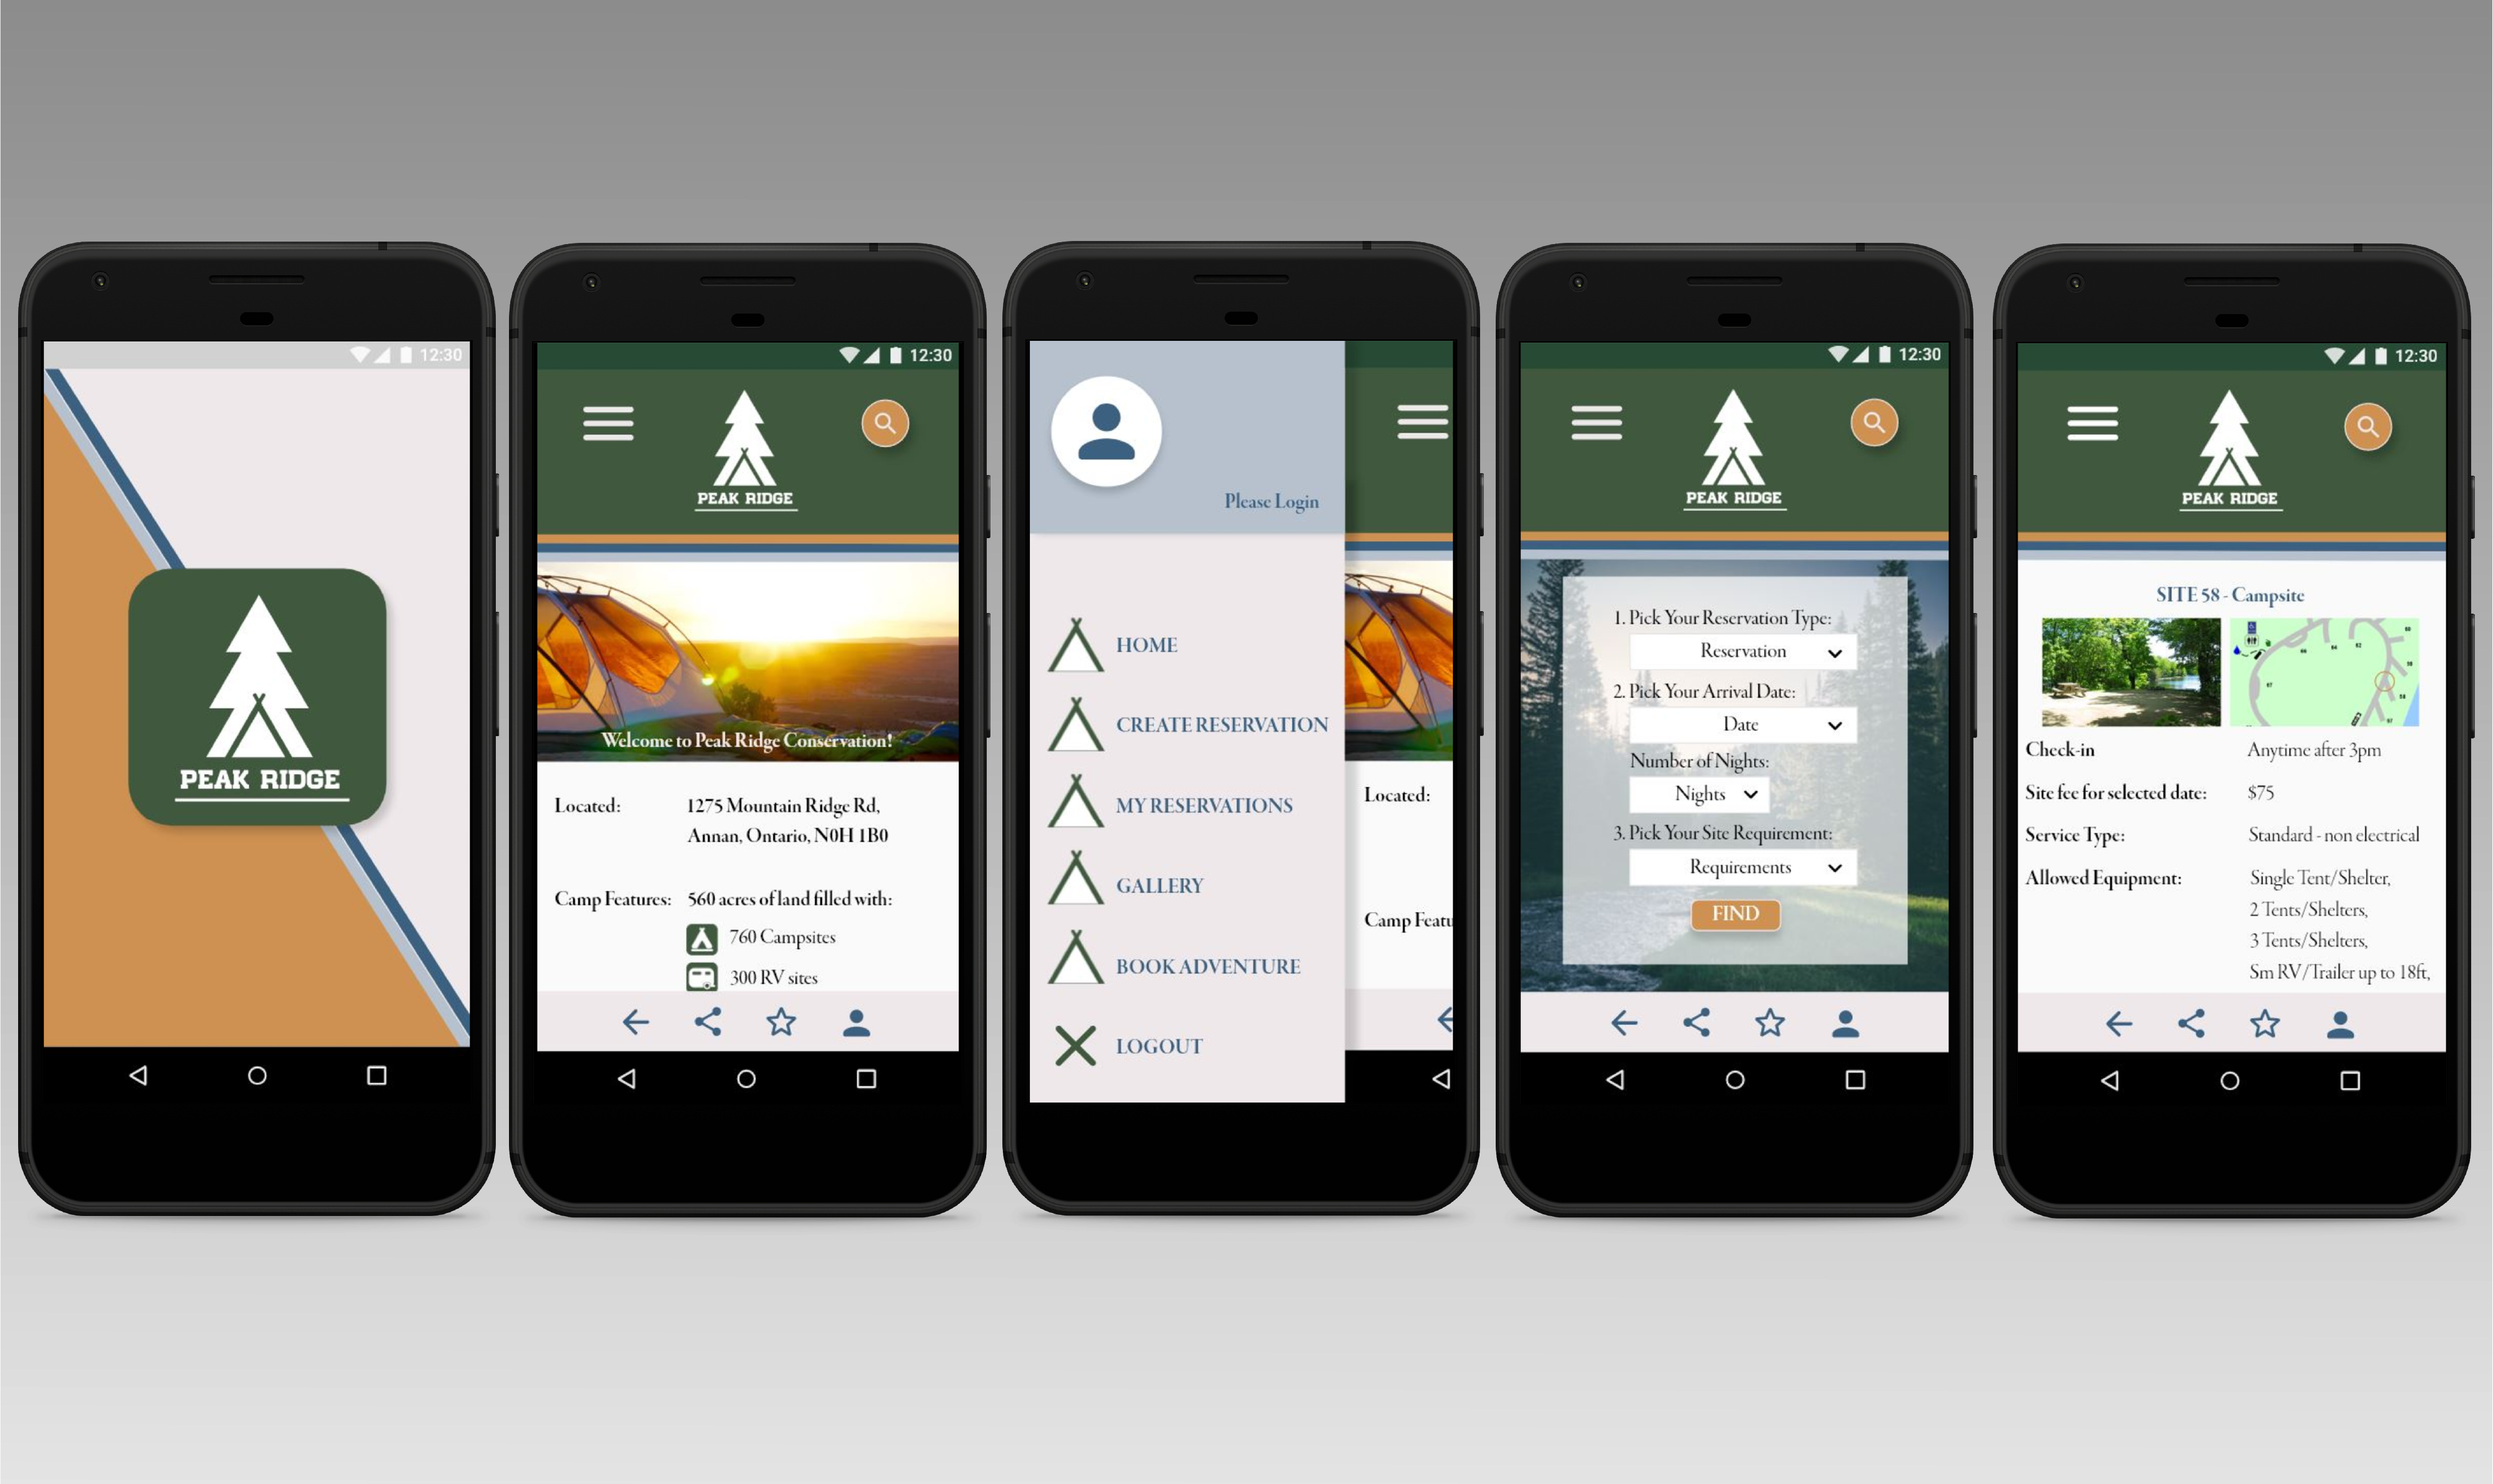 12:30
PEAK RIDGE
12:30
PEAK RIDGE
Welcome to Peak Ridge Conservation!
Located:
1275 Mountain Ridge Rd,
Annan, Ontario, N0H 1B0
Camp Features:
560 acres of land filled with:
760 Campsites
300 RV sites
Please Login
HOME
CREATE RESERVATION
MY RESERVATIONS
GALLERY
BOOK ADVENTURE
LOGOUT
Located:
Camp Featu
12:30
PEAK RIDGE
1. Pick Your Reservation Type:
Reservation
2. Pick Your Arrival Date:
Date
Number of Nights:
Nights
3. Pick Your Site Requirement:
Requirements
FIND
12:30
PEAK RIDGE
SITE 58 - Campsite
Check-in
Anytime after 3pm
Site fee for selected date:
$75
Service Type:
Standard - non electrical
Allowed Equipment:
Single Tent/Shelter,
2 Tents/Shelters,
3 Tents/Shelters,
Sm RV/Trailer up to 18ft,